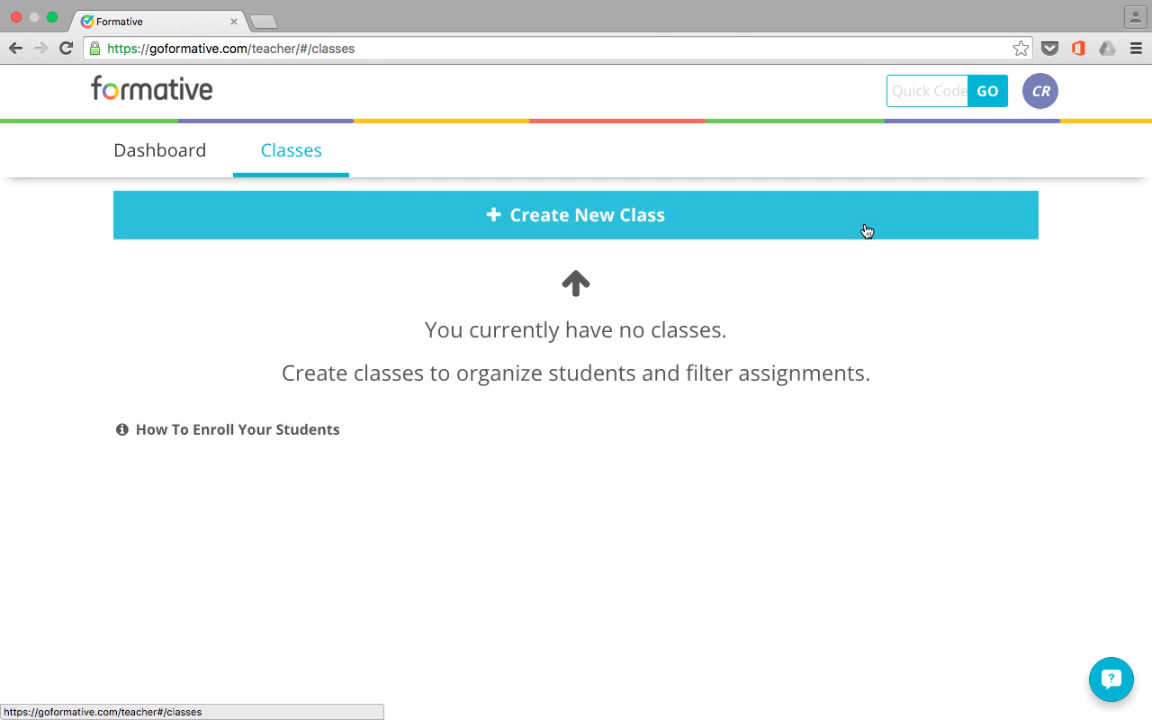 Formative
https://goformative.com/teacher/#/classes
formative
Quick Code
GO
CR
Dashboard
Classes
+ Create New Class
You currently have no classes.
Create classes to organize students and filter assignments.
How To Enroll Your Students
?
https://goformative.com/teacher#/classes